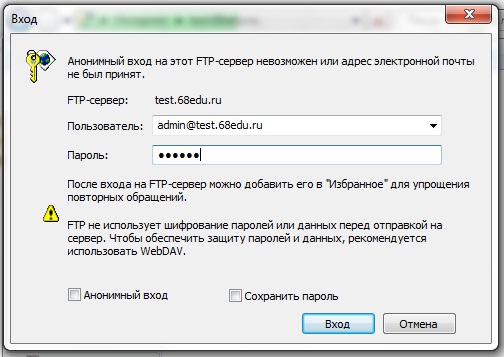 Вход
Анонимный вход на этот FTP-сервер невозможен или адрес электронной почты
не был принят.
FTP-сервер: test.68edu.ru
Пользователь: admin@test.68edu.ru
Пароль: ●●●●●●
После входа на FTP-сервер можно добавить его в "Избранное" для упрощения
повторных обращений.
FTP не использует шифрование паролей или данных перед отправкой на
сервер. Чтобы обеспечить защиту паролей и данных, рекомендуется
использовать WebDAV.
Анонимный вход Сохранить пароль
Вход Отмена